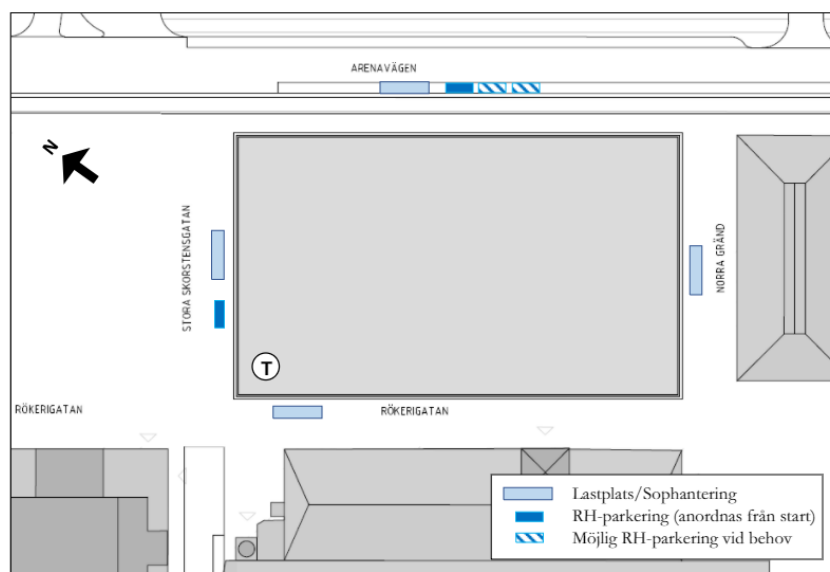 ARENAVÄGEN
N
STORA SKORSTENSGATAN
NORRA GRÄND
T
RÖKERIGATAN
RÖKERIGATAN
Lastplats/Sophantering
RH-parkering (anordnas från start)
Möjlig RH-parkering vid behov